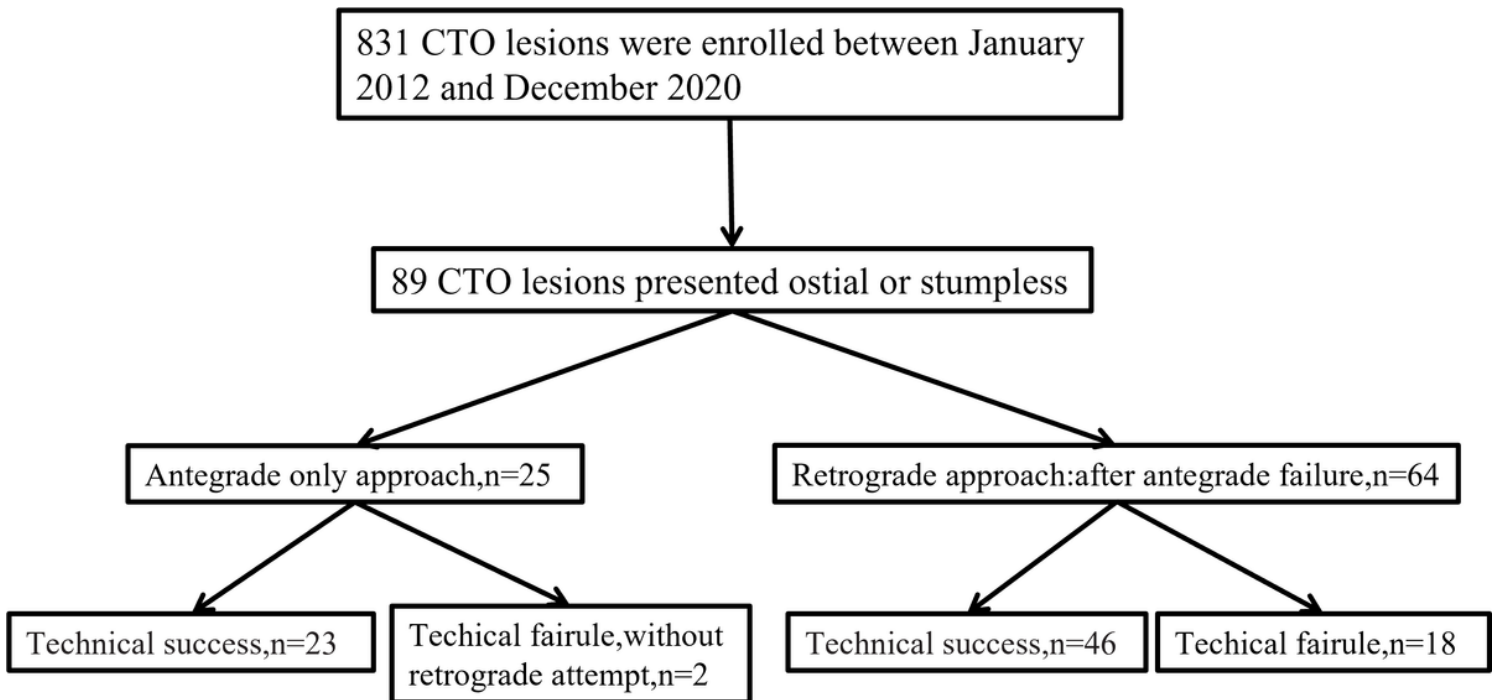 831 CTO lesions were enrolled between January
2012 and December 2020
89 CTO lesions presented ostial or stumpless
Antegrade only approach,n=25
Retrograde approach:after antegrade failure,n=64
Technical success,n=23
Techical fairule,without
retrograde attempt,n=2
Technical success,n=46
Techical fairule,n=18